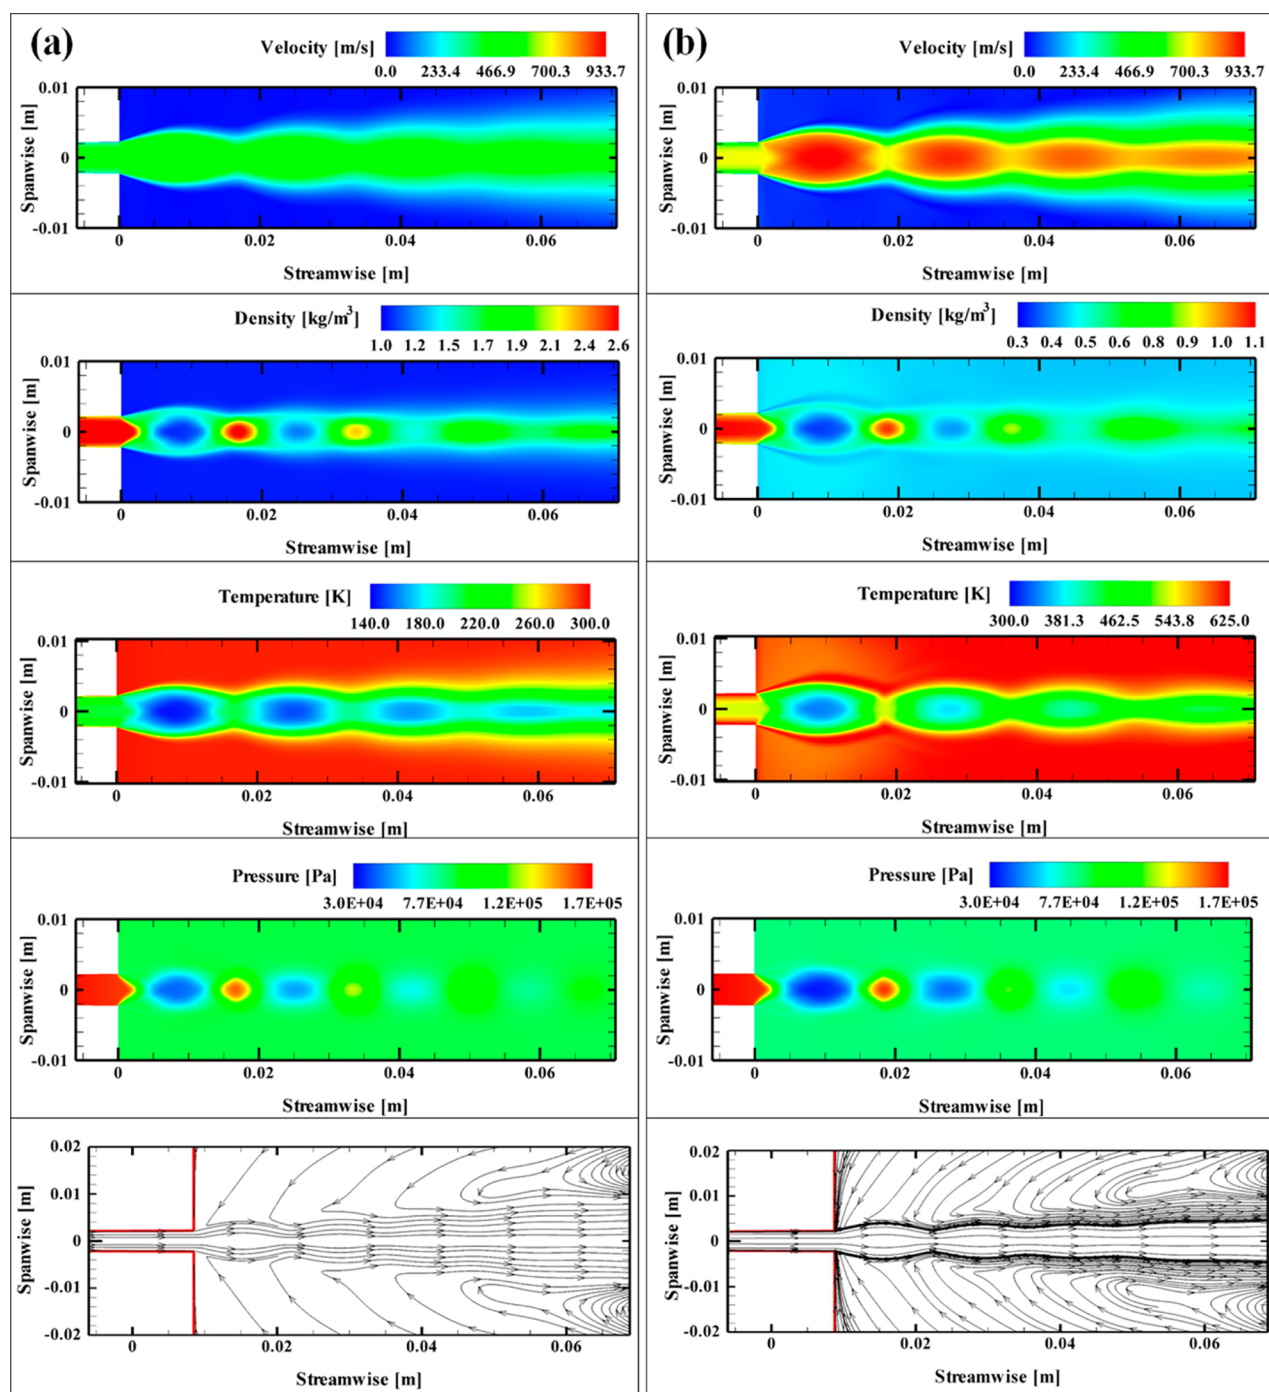 (a)
Velocity [m/s]
0.0 233.4 466.9 700.3 933.7
0.01
0
-0.01
Spanwise [m]
0 0.02 0.04 0.06
Streamwise [m]
Density [kg/m3]
1.0 1.2 1.5 1.7 1.9 2.1 2.4 2.6
0.01
0
-0.01
Spanwise [m]
0 0.02 0.04 0.06
Streamwise [m]
Temperature [K]
140.0 180.0 220.0 260.0 300.0
0.01
0
-0.01
Spanwise [m]
0 0.02 0.04 0.06
Streamwise [m]
Pressure [Pa]
3.0E+04 7.7E+04 1.2E+05 1.7E+05
0.01
0
-0.01
Spanwise [m]
0 0.02 0.04 0.06
Streamwise [m]
0.02
0.01
0
-0.01
-0.02
Spanwise [m]
0 0.02 0.04 0.06
Streamwise [m]
(b)
Velocity [m/s]
0.0 233.4 466.9 700.3 933.7
0.01
0
-0.01
Spanwise [m]
0 0.02 0.04 0.06
Streamwise [m]
Density [kg/m3]
0.3 0.4 0.5 0.6 0.8 0.9 1.0 1.1
0.01
0
-0.01
Spanwise [m]
0 0.02 0.04 0.06
Streamwise [m]
Temperature [K]
300.0 381.3 462.5 543.8 625.0
0.01
0
-0.01
Spanwise [m]
0 0.02 0.04 0.06
Streamwise [m]
Pressure [Pa]
3.0E+04 7.7E+04 1.2E+05 1.7E+05
0.01
0
-0.01
Spanwise [m]
0 0.02 0.04 0.06
Streamwise [m]
0.02
0.01
0
-0.01
-0.02
Spanwise [m]
0 0.02 0.04 0.06
Streamwise [m]